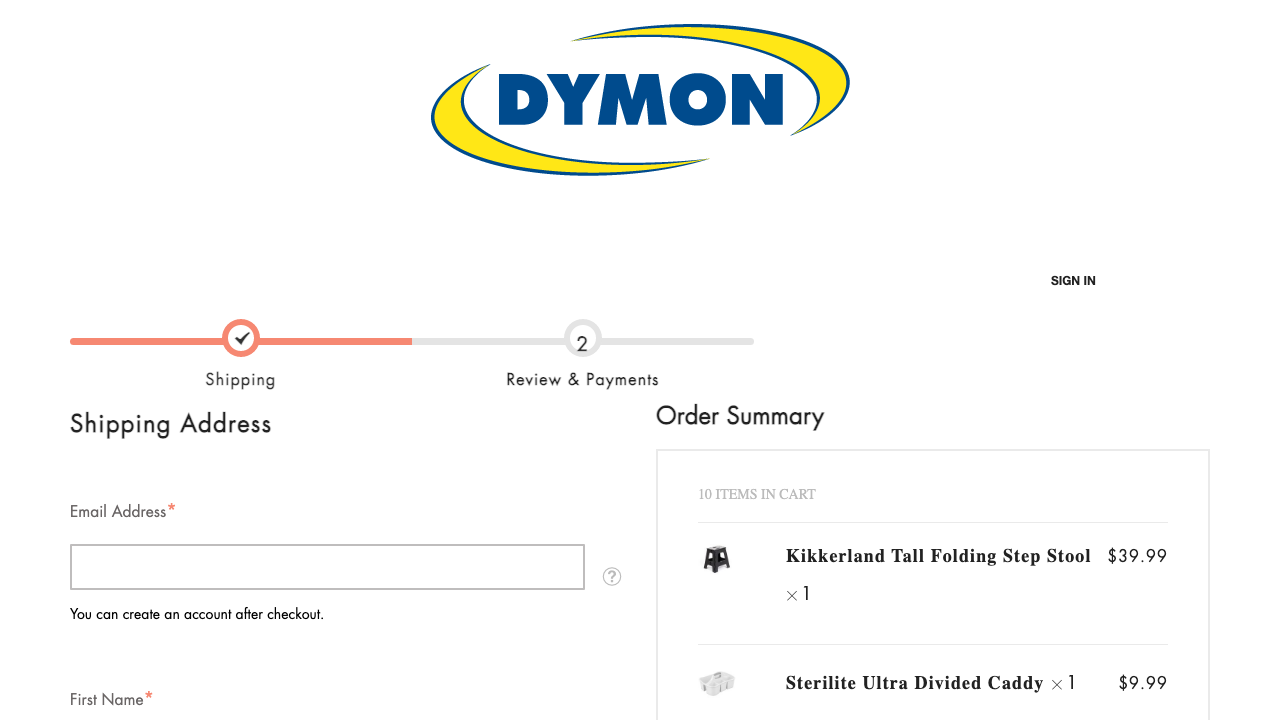 DYMON
SIGN IN
2
Shipping
Review & Payments
Shipping Address
Email Address*
?
You can create an account after checkout.
First Name*
Order Summary
10 ITEMS IN CART
Kikkerland Tall Folding Step Stool $39.99
× 1
Sterilite Ultra Divided Caddy × 1 $9.99